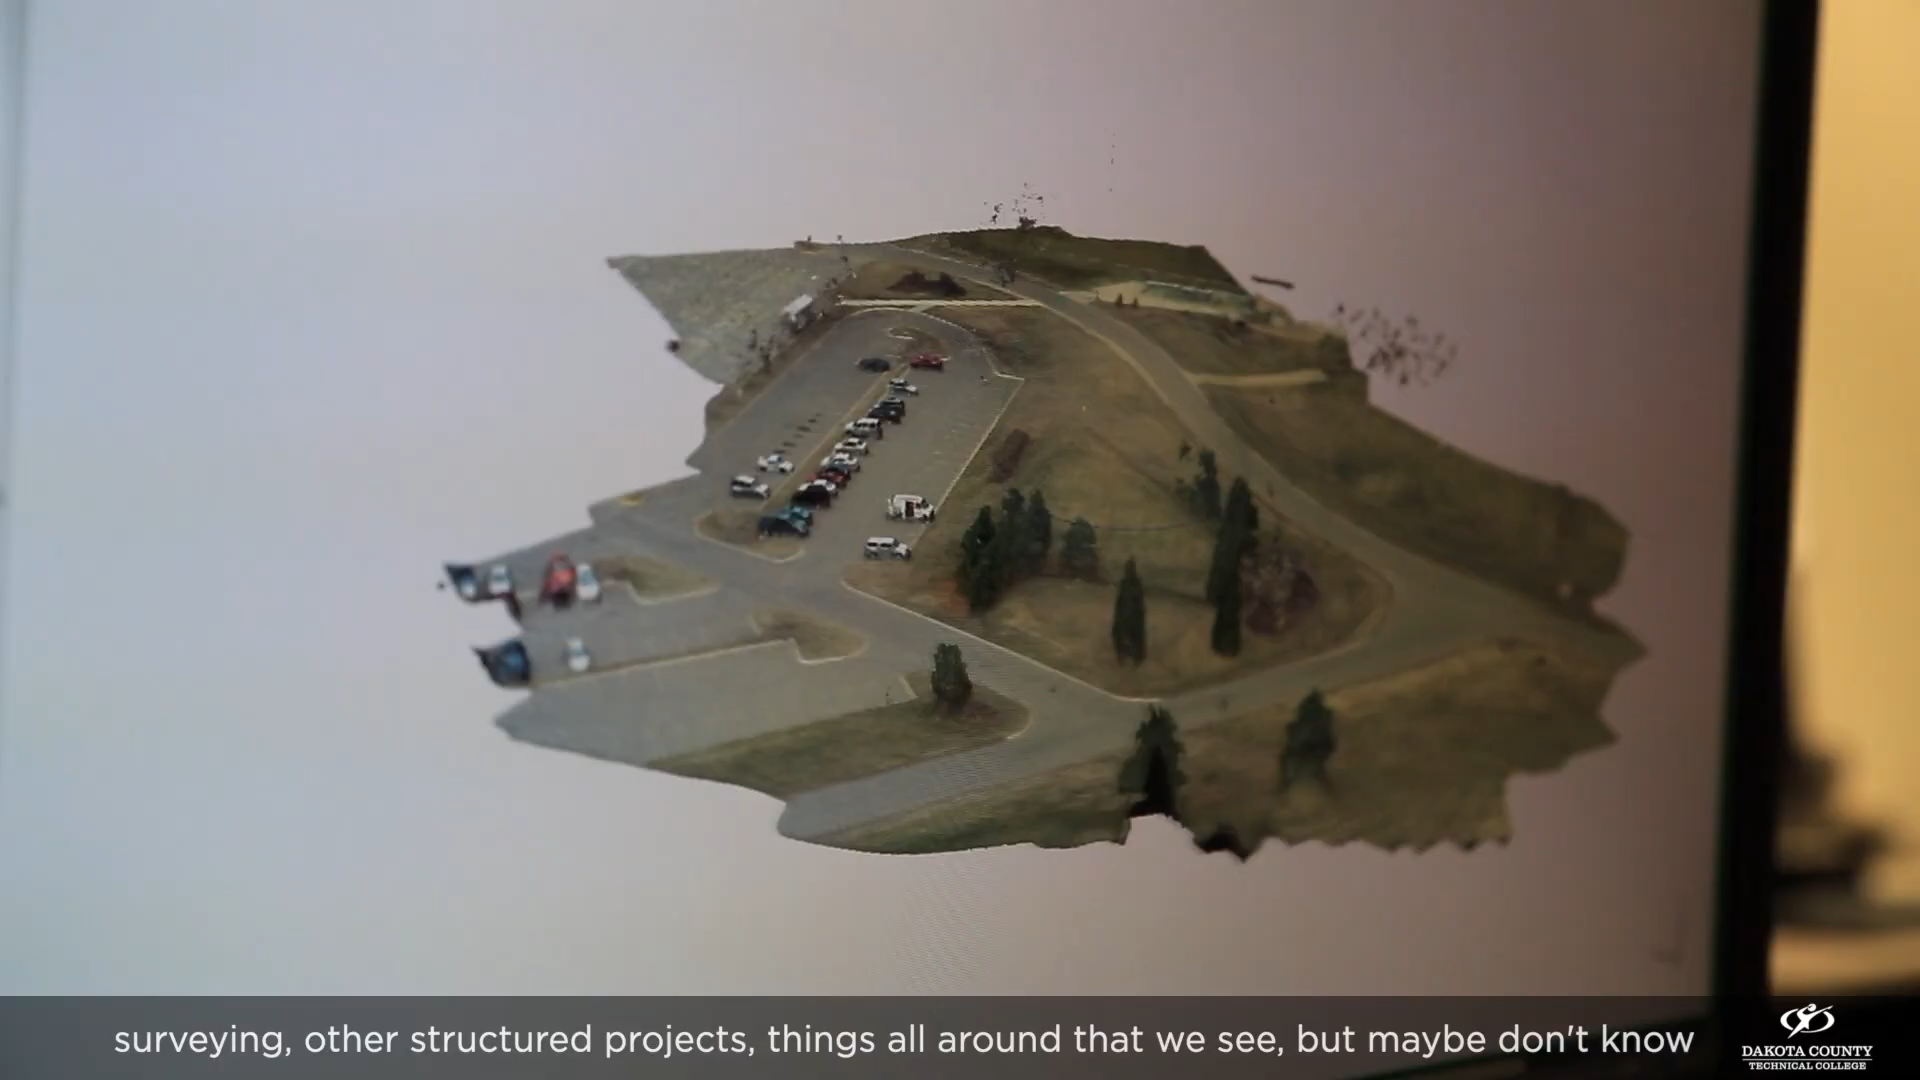 surveying, other structured projects, things all around that we see, but maybe don't know
DAKOTA COUNTY
TECHNICAL COLLEGE